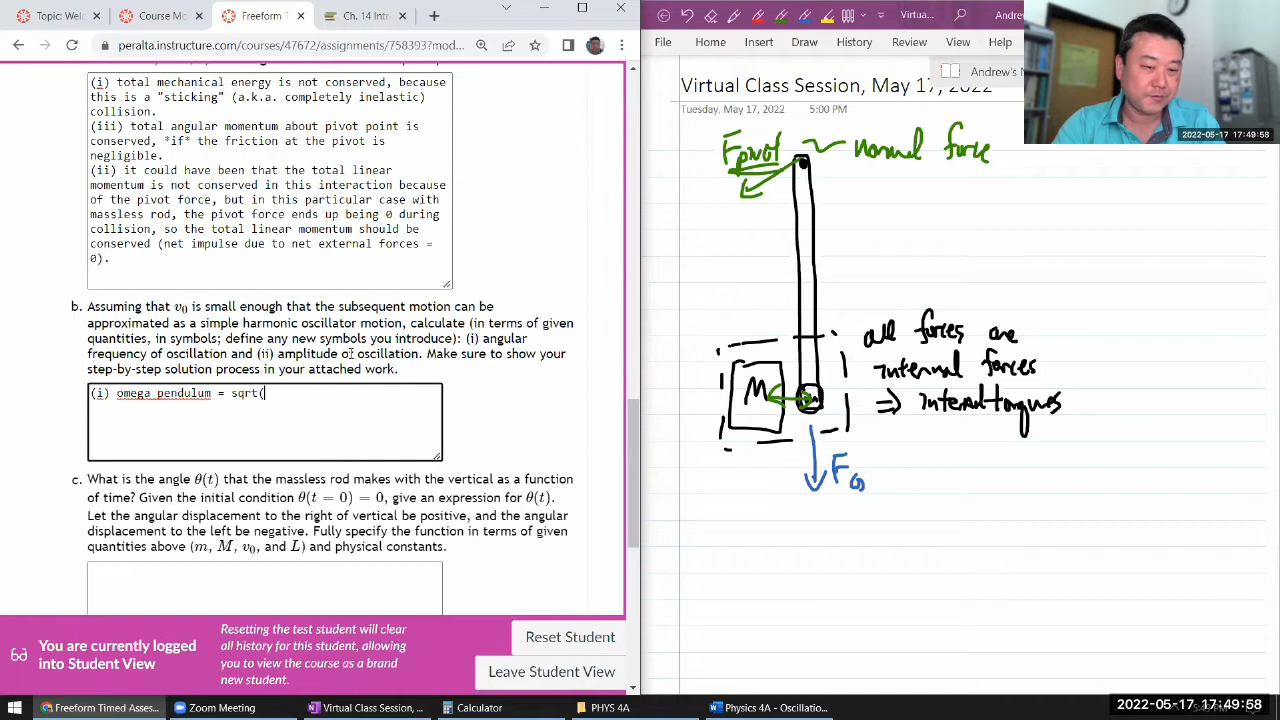 Typical Week
Course Mod
Freeform T
Ch. 14 Intr
peralta.instructure.com/courses/47672/assignments/758393?mod...
(i) total mechanical energy is not conserved, because
this is a "sticking" (a.k.a. completely inelastic)
collision.
(iii) total angular momentum about pivot point is
conserved, *if* the friction at the pivot is
negligible.
(ii) it could have been that the total linear
momentum is not conserved in this interaction because
of the pivot force, but in this particular case with
massless rod, the pivot force ends up being 0 during
collision, so the total linear momentum should be
conserved (net impulse due to net external forces =
0).
b. Assuming that v₀ is small enough that the subsequent motion can be
approximated as a simple harmonic oscillator motion, calculate (in terms of given
quantities, in symbols; define any new symbols you introduce): (i) angular
frequency of oscillation and (ii) amplitude of oscillation. Make sure to show your
step-by-step solution process in your attached work.
(i) omega_pendulum = sqrt(
c. What is the angle θ(t) that the massless rod makes with the vertical as a function
of time? Given the initial condition θ(t = 0) = 0, give an expression for θ(t).
Let the angular displacement to the right of vertical be positive, and the angular
displacement to the left be negative. Fully specify the function in terms of given
quantities above (m, M, v₀, and L) and physical constants.
You are currently logged
into Student View
Resetting the test student will clear
all history for this student, allowing
you to view the course as a brand
new student.
Reset Student
Leave Student View
Virtua...
Andre
File Home Insert Draw History Review View Help
Andrew's N
Virtual Class Session, May 17, 2022
Tuesday, May 17, 2022 5:00 PM
Fpivot ~ normal force
all forces are
internal forces
⇒ internal torques
M
m
FG
2022-05-17 17:49:58
Freeform Timed Asses...
Zoom Meeting
Virtual Class Session, ...
Calculator
PHYS 4A
Physics 4A - Oscillatio...
2022-05-17 17:49:58